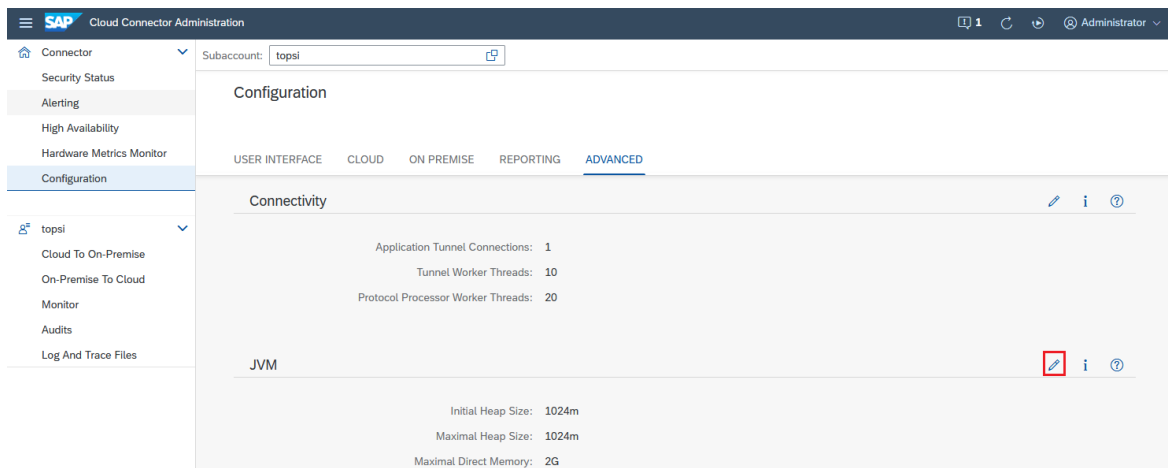 SAP Cloud Connector Administration 1 Administrator
Connector
Security Status
Alerting
High Availability
Hardware Metrics Monitor
Configuration
topsi
Cloud To On-Premise
On-Premise To Cloud
Monitor
Audits
Log And Trace Files
Subaccount: topsi
Configuration
USER INTERFACE CLOUD ON PREMISE REPORTING ADVANCED
Connectivity
Application Tunnel Connections: 1
Tunnel Worker Threads: 10
Protocol Processor Worker Threads: 20
JVM
Initial Heap Size: 1024m
Maximal Heap Size: 1024m
Maximal Direct Memory: 2G